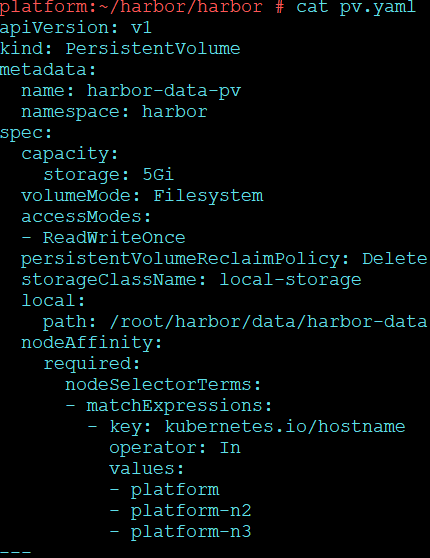 platform:~/harbor/harbor # cat pv.yaml
apiVersion: v1
kind: PersistentVolume
metadata:
  name: harbor-data-pv
  namespace: harbor
spec:
  capacity:
    storage: 5Gi
  volumeMode: Filesystem
  accessModes:
  - ReadWriteOnce
  persistentVolumeReclaimPolicy: Delete
  storageClassName: local-storage
  local:
    path: /root/harbor/data/harbor-data
  nodeAffinity:
    required:
      nodeSelectorTerms:
      - matchExpressions:
        - key: kubernetes.io/hostname
          operator: In
          values:
          - platform
          - platform-n2
          - platform-n3
---